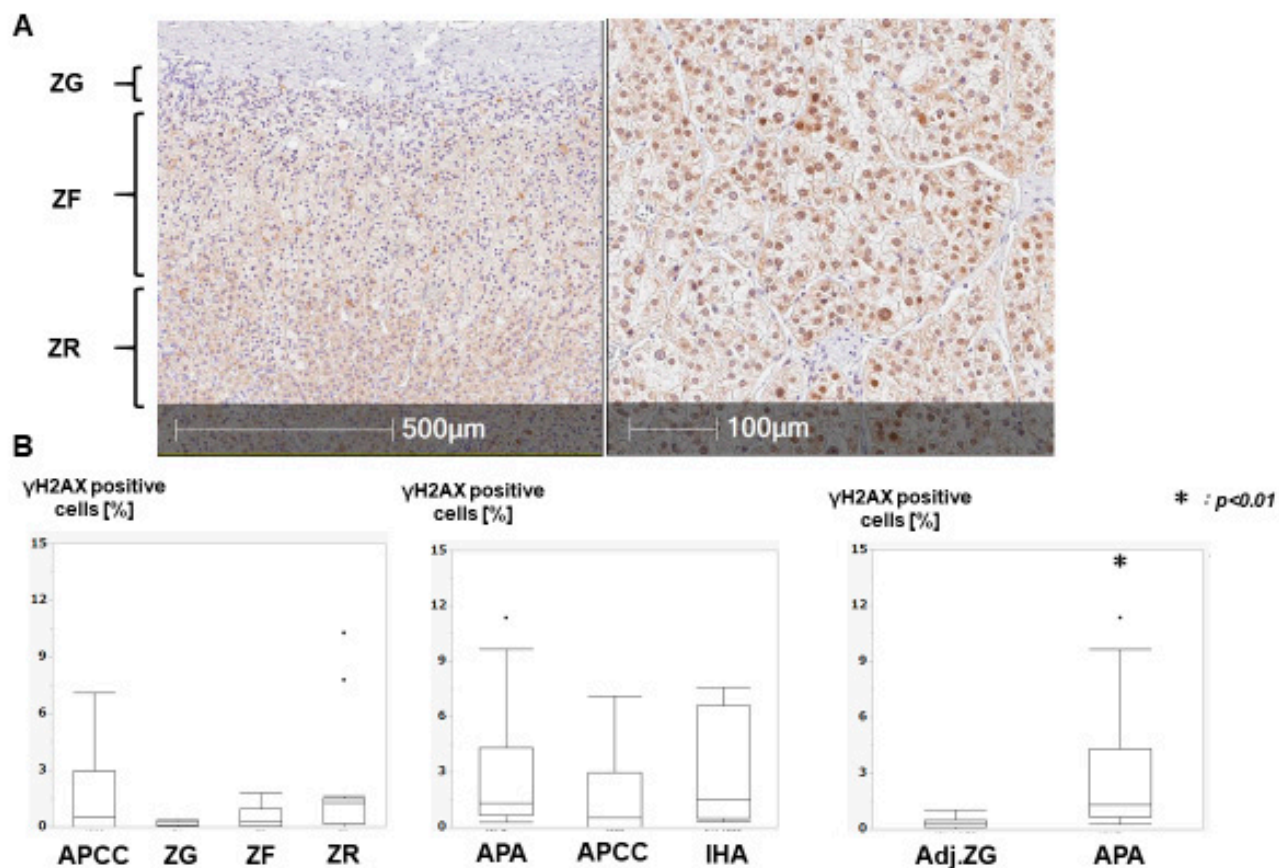 A
ZG
ZF
ZR
500μm
100μm
B
γH2AX positive
cells [%]
15
12
9
6
3
0
APCC ZG ZF ZR
γH2AX positive
cells [%]
15
12
9
6
3
0
APA APCC IHA
γH2AX positive
cells [%]
* : p<0.01
15
12
9
6
3
0
*
Adj.ZG APA